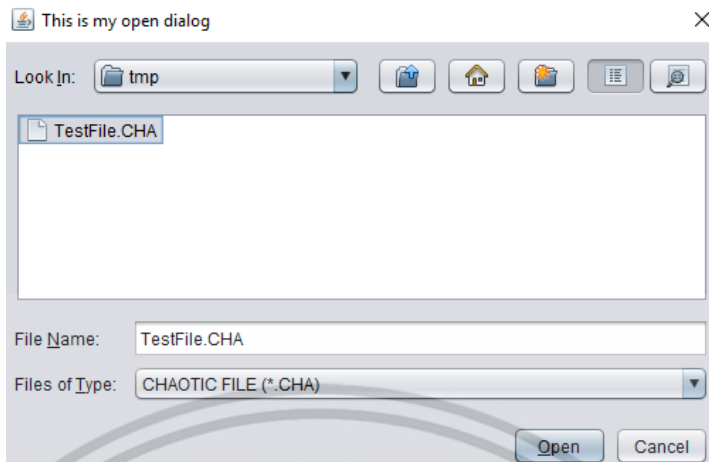 This is my open dialog
Look In: tmp
TestFile.CHA
File Name: TestFile.CHA
Files of Type: CHAOTIC FILE (*.CHA)
Open Cancel